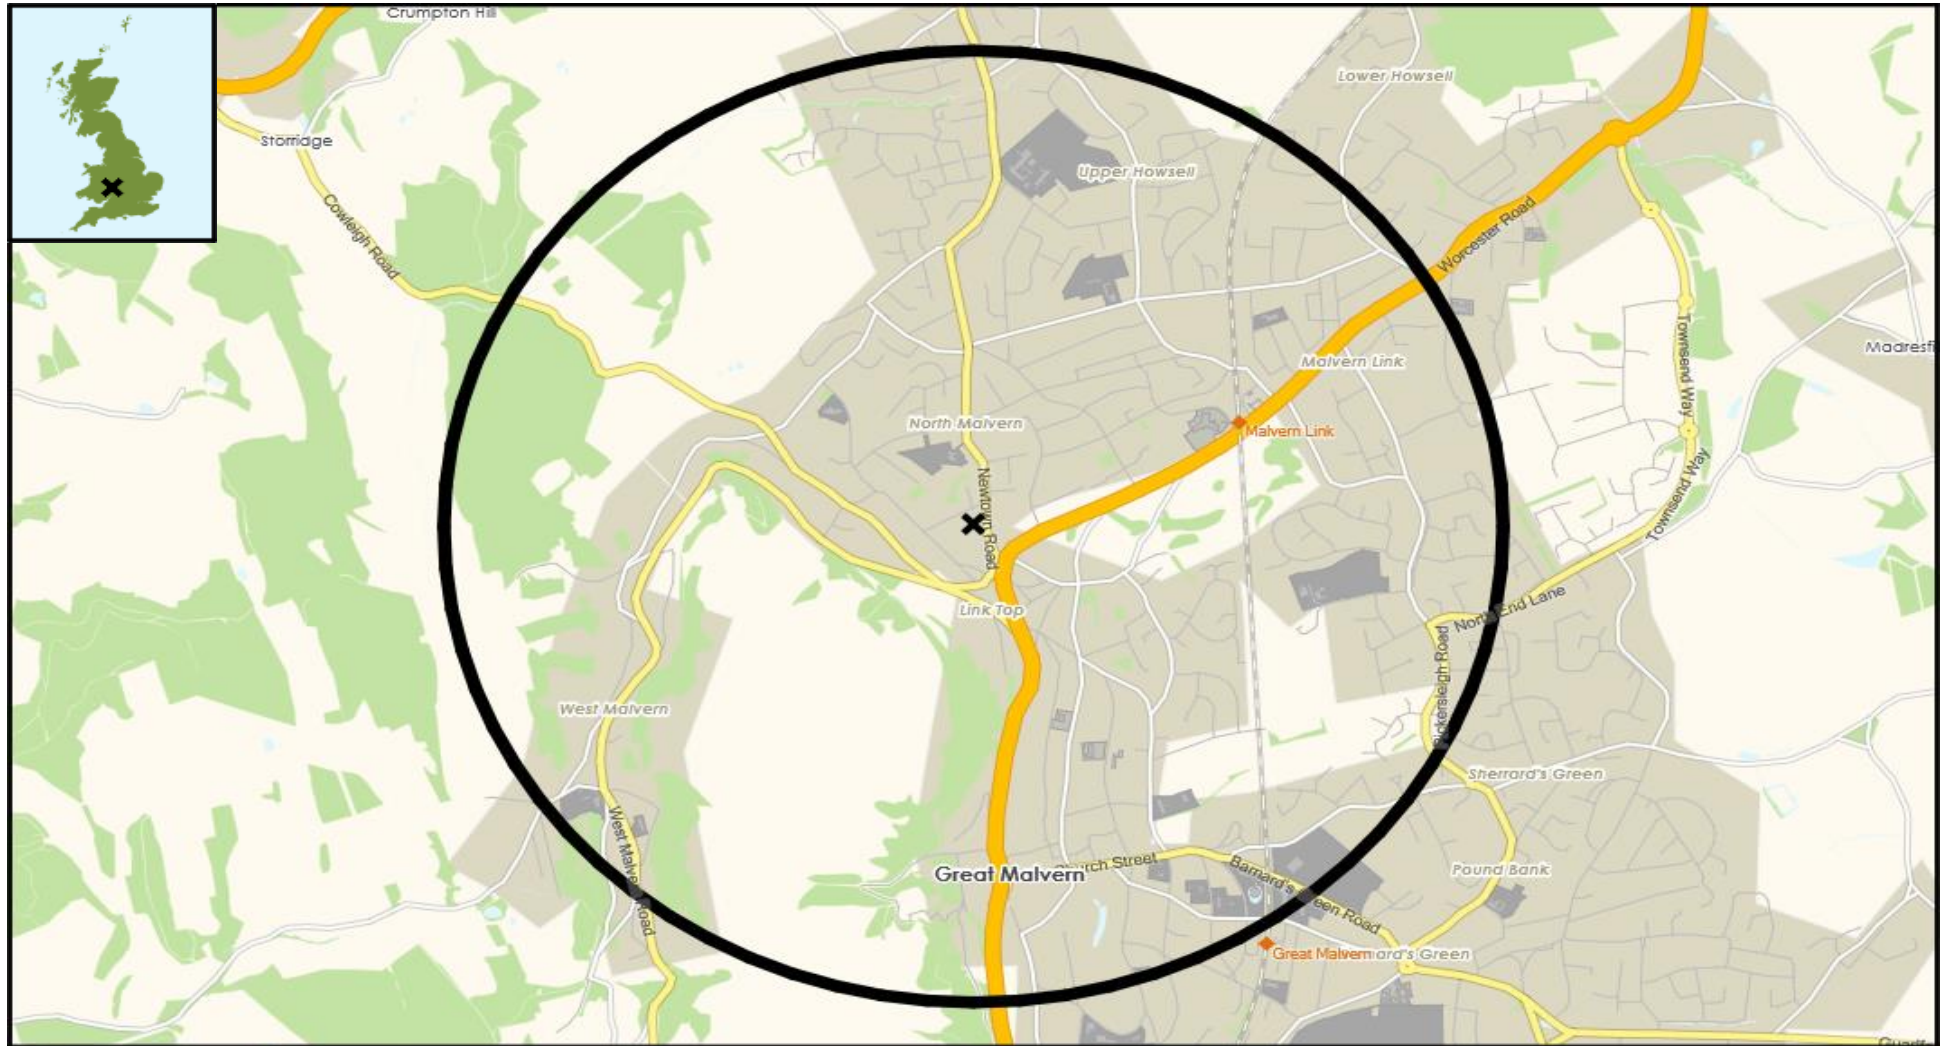 Crumpton Hill
Lower Howsell
Storridge
Upper Howsell
Cowleigh Road
Worcester Road
Townsend Way
Malvern Link
North Malvern
Malvern Link
Newtown Road
Townsend Way
Link Top
North End Lane
Pickersleigh Road
West Malvern
Sherrard's Green
West Malvern Road
Church Street
Great Malvern
Barnard's Green Road
Pound Bank
Great Malvern